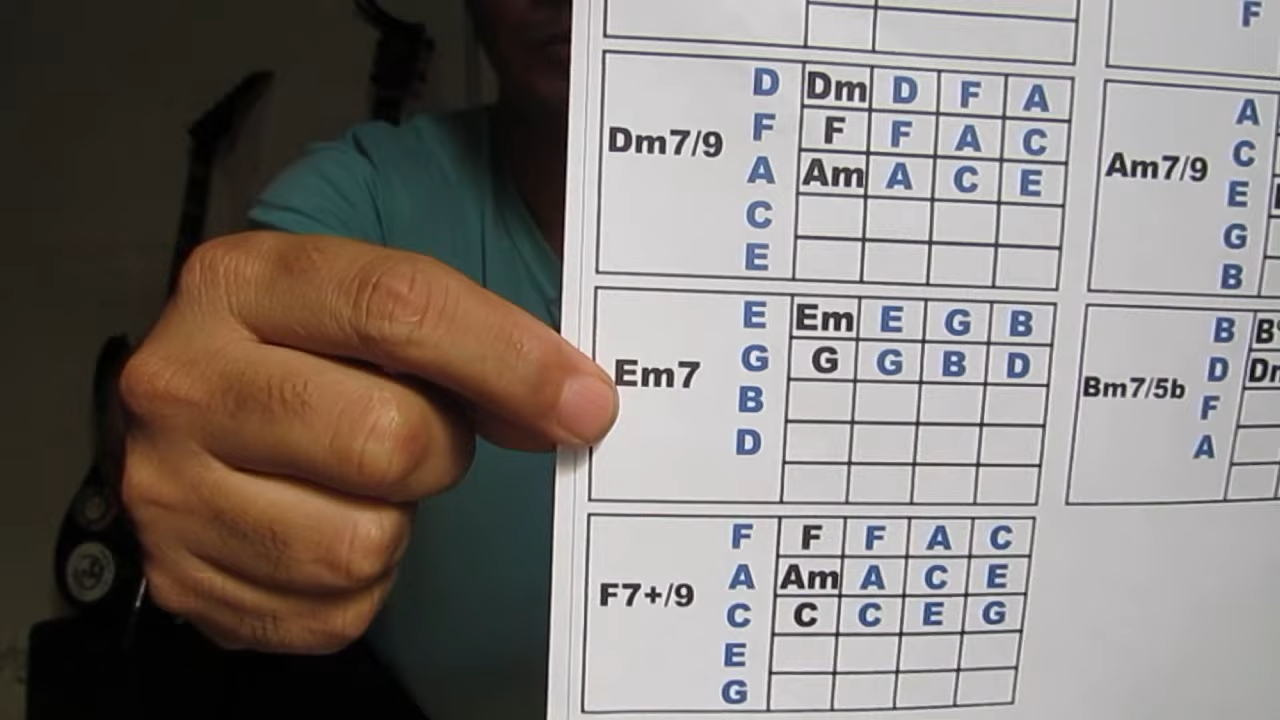 F
D Dm D F A
F F F A C
Dm7/9
A Am A C E
C
E
A
C
Am7/9
E
G
B
E Em E G B
G G G B D
Em7
B
D
B
D
Bm7/5b
F
A
F F F A C
A Am A C E
F7+/9
C C C E G
E
G